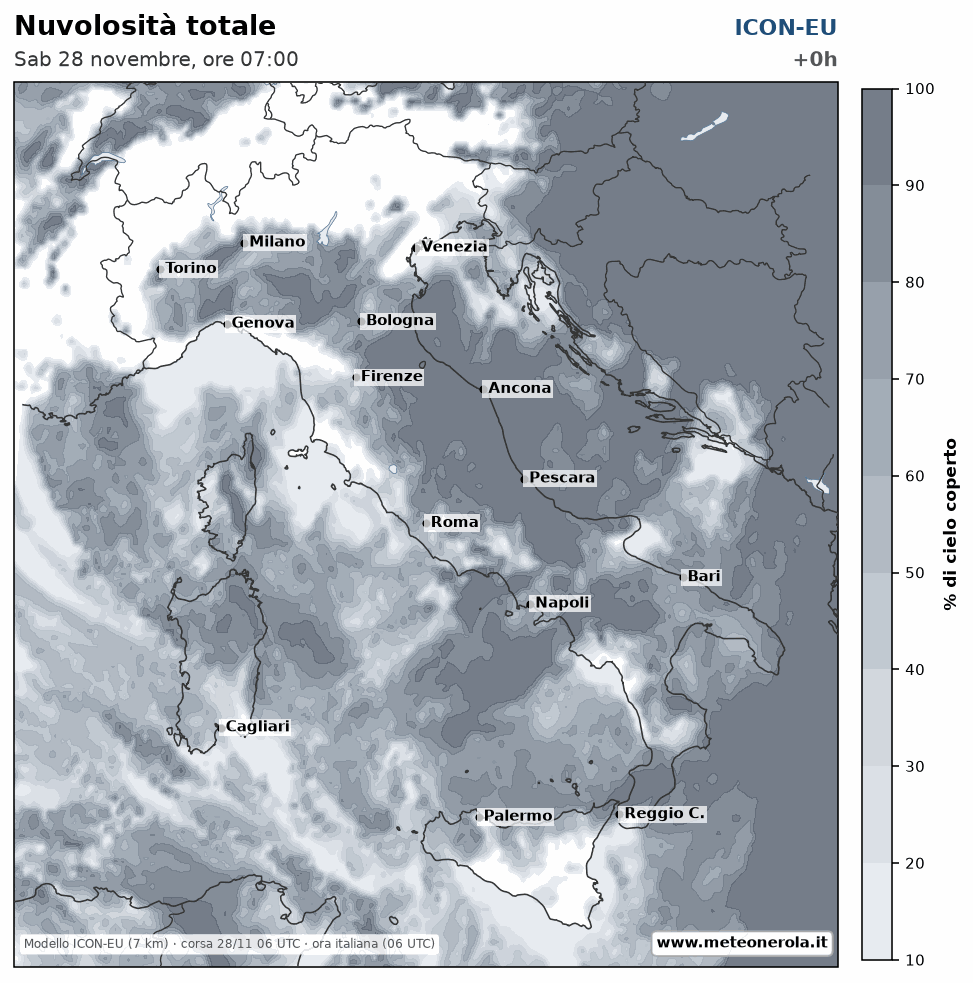 Nuvolosità totale
ICON-EU
Sab 28 novembre, ore 07:00
+0h
100
90
80
70
60
50
40
30
20
10
% di cielo coperto
Milano
Venezia
Torino
Genova
Bologna
Firenze
Ancona
Pescara
Roma
Bari
Napoli
Cagliari
Palermo
Reggio C.
Modello ICON-EU (7 km) · corsa 28/11 06 UTC · ora italiana (06 UTC)
www.meteonerola.it